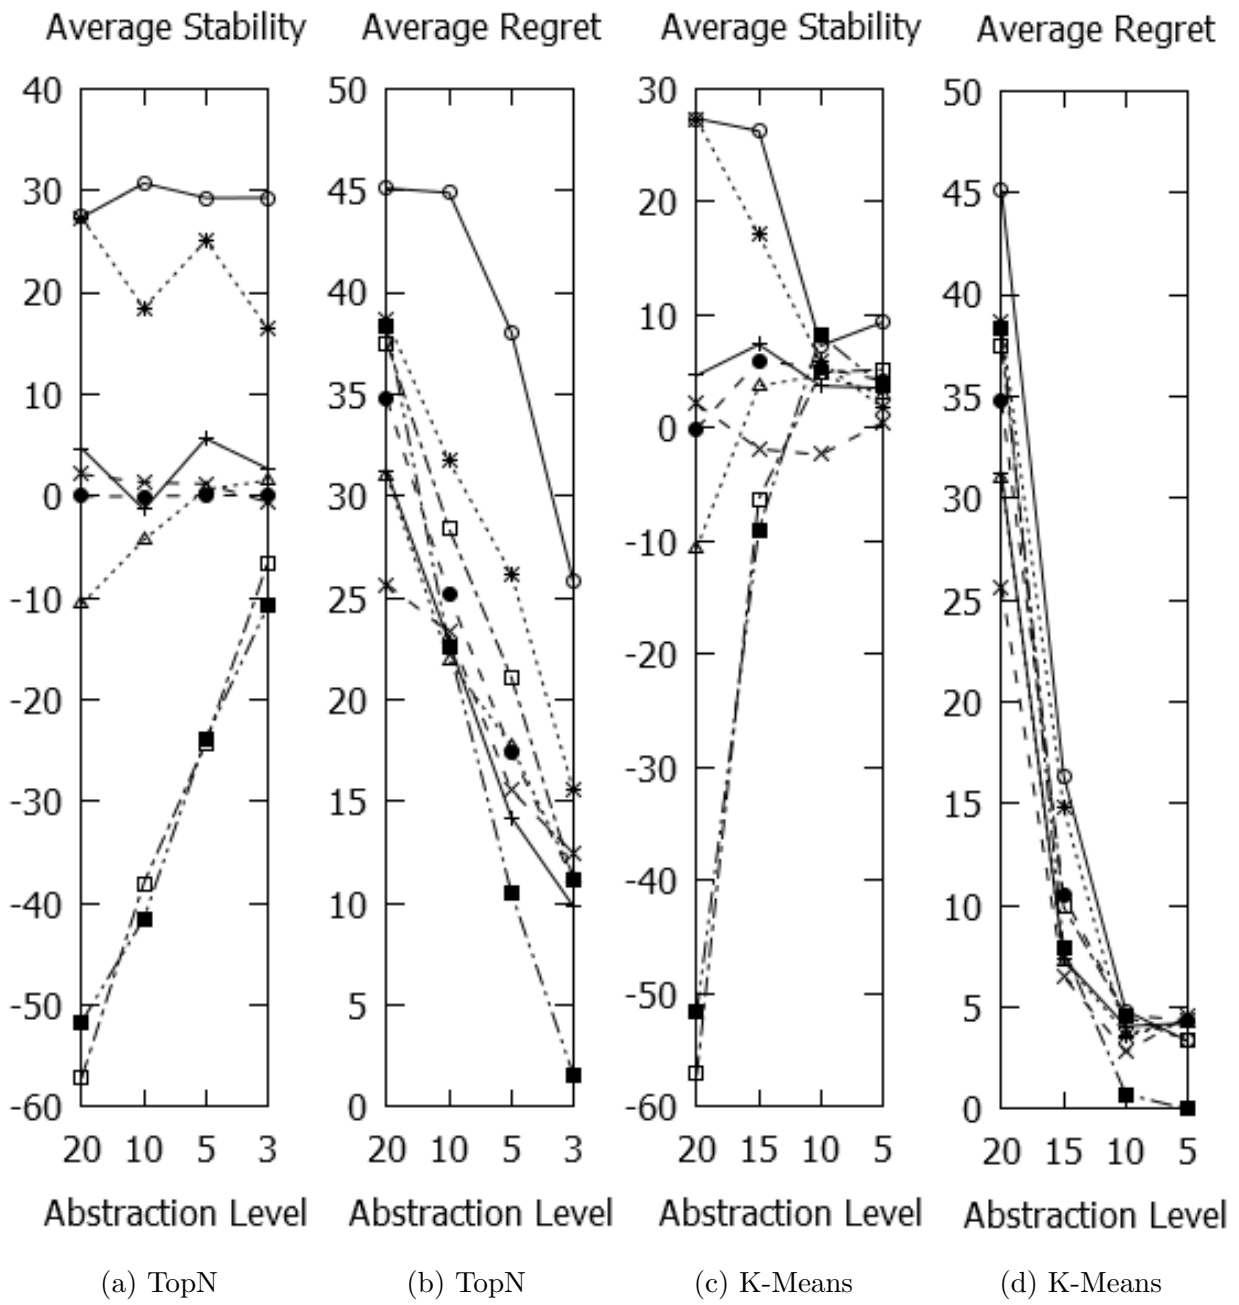 Average Stability Average Regret Average Stability Average Regret
40 50 30 50
30 45 20 45
20 40 10 40
10 35 0 35
0 30 -10 30
-10 25 -20 25
-20 20 -30 20
-30 15 -40 15
-40 10 -50 10
-50 5 -60 5
-60 0 0
20 10 5 3 20 10 5 3 20 15 10 5 20 15 10 5
Abstraction Level Abstraction Level Abstraction Level Abstraction Level
(a) TopN (b) TopN (c) K-Means (d) K-Means